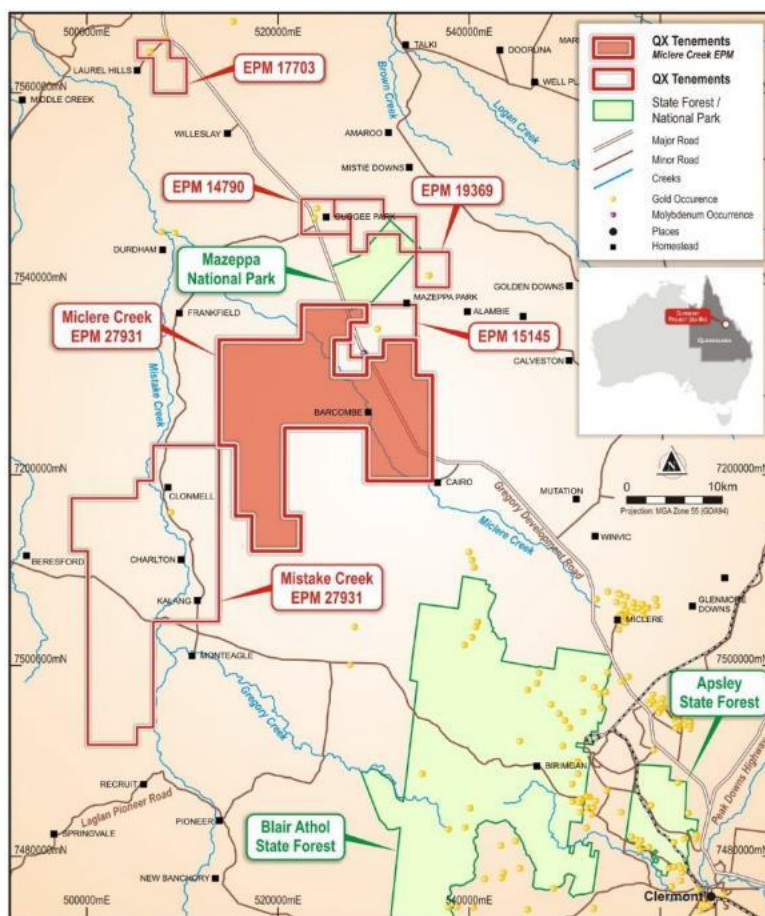 500000mE
520000mE
540000mE
TALKI
DOORUNA
MAR
LAUREL HILLS
EPM 17703
WELL PL
7560000mN
MIDDLE CREEK
Brown Creek
Logan Creek
WILLESLAY
AMAROO
MISTIE DOWNS
EPM 14790
EPM 19369
CUDGEE PARK
Mazeppa
National Park
DURDHAM
7540000mN
GOLDEN DOWNS
MAZEPPA PARK
ALAMBIE
Miclere Creek
EPM 27931
FRANKFIELD
EPM 15145
CALVESTON
Mistake Creek
BARCOMBE
7200000mN
7200000mN
CLONMELL
CAIRO
MUTATION
Gregory Development Road
Miclere Creek
WINVIC
BERESFORD
CHARLTON
Mistake Creek
EPM 27931
KALANG
GLENMORE
DOWNS
MICLERE
MONTEAGLE
7500000mN
7500000mN
Gregory Creek
Apsley
State Forest
BIRIMGAN
Peak Downs Highway
RECRUIT
Laglan Pioneer Road
PIONEER
SPRINGVALE
Blair Athol
State Forest
7480000mN
7480000mN
NEW BANCHORY
Clermont
500000mE
520000mE
540000mE
QX Tenements
Miclere Creek EPM
QX Tenements
State Forest /
National Park
Major Road
Minor Road
Creeks
Gold Occurence
Molybdenum Occurrence
Places
Homestead
QUEENSLAND
N
0
10km
Projection: MGA Zone 55 (GDA94)